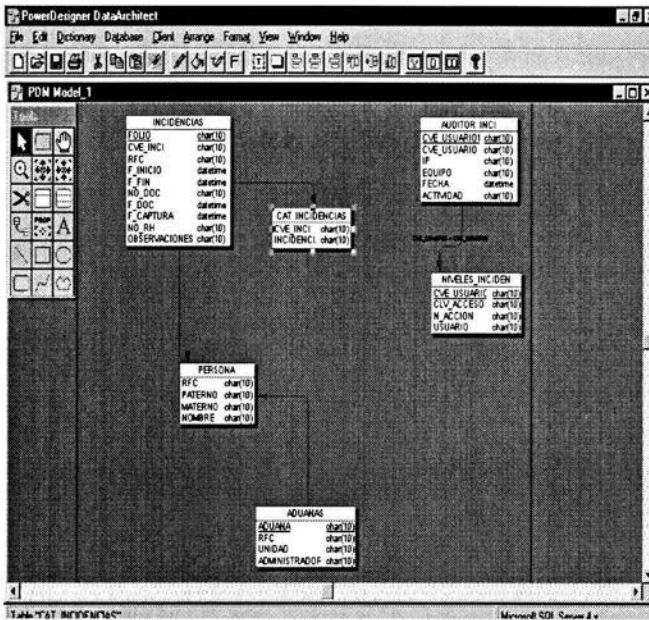 PowerDesigner DataArchitect
File Edit Dictionary Database Client Arrange Format View Window Help
PDM Model_1
Tools
INCIDENCIAS
FOLIO char(10)
CVE_INCI char(10)
RFC char(10)
F_INICIO datetime
F_FIN datetime
NO_DOC char(10)
F_DOC datetime
F_CAPTURA datetime
NO_RH char(10)
OBSERVACIONES char(10)
CAT_INCIDENCIAS
CVE_INCI char(10)
INCIDENCI. char(10)
AUDITOR_INCI
CVE_USUARIO1 char(10)
CVE_USUARIO char(10)
IP char(10)
EQUIPO char(10)
FECHA datetime
ACTIVIDAD char(10)
NIVELES_INCIDEN
CVE_USUARIO char(10)
CLV_ACCESO char(10)
N_ACCION char(10)
USUARIO char(10)
PERSONA
RFC char(10)
PATERNO char(10)
MATERNO char(10)
NOMBRE char(10)
ADUANAS
ADUANA char(10)
RFC char(10)
UNIDAD char(10)
ADMINISTRADOR char(10)
Table "CAT_INCIDENCIAS"
Microsoft SQL Server 4.x